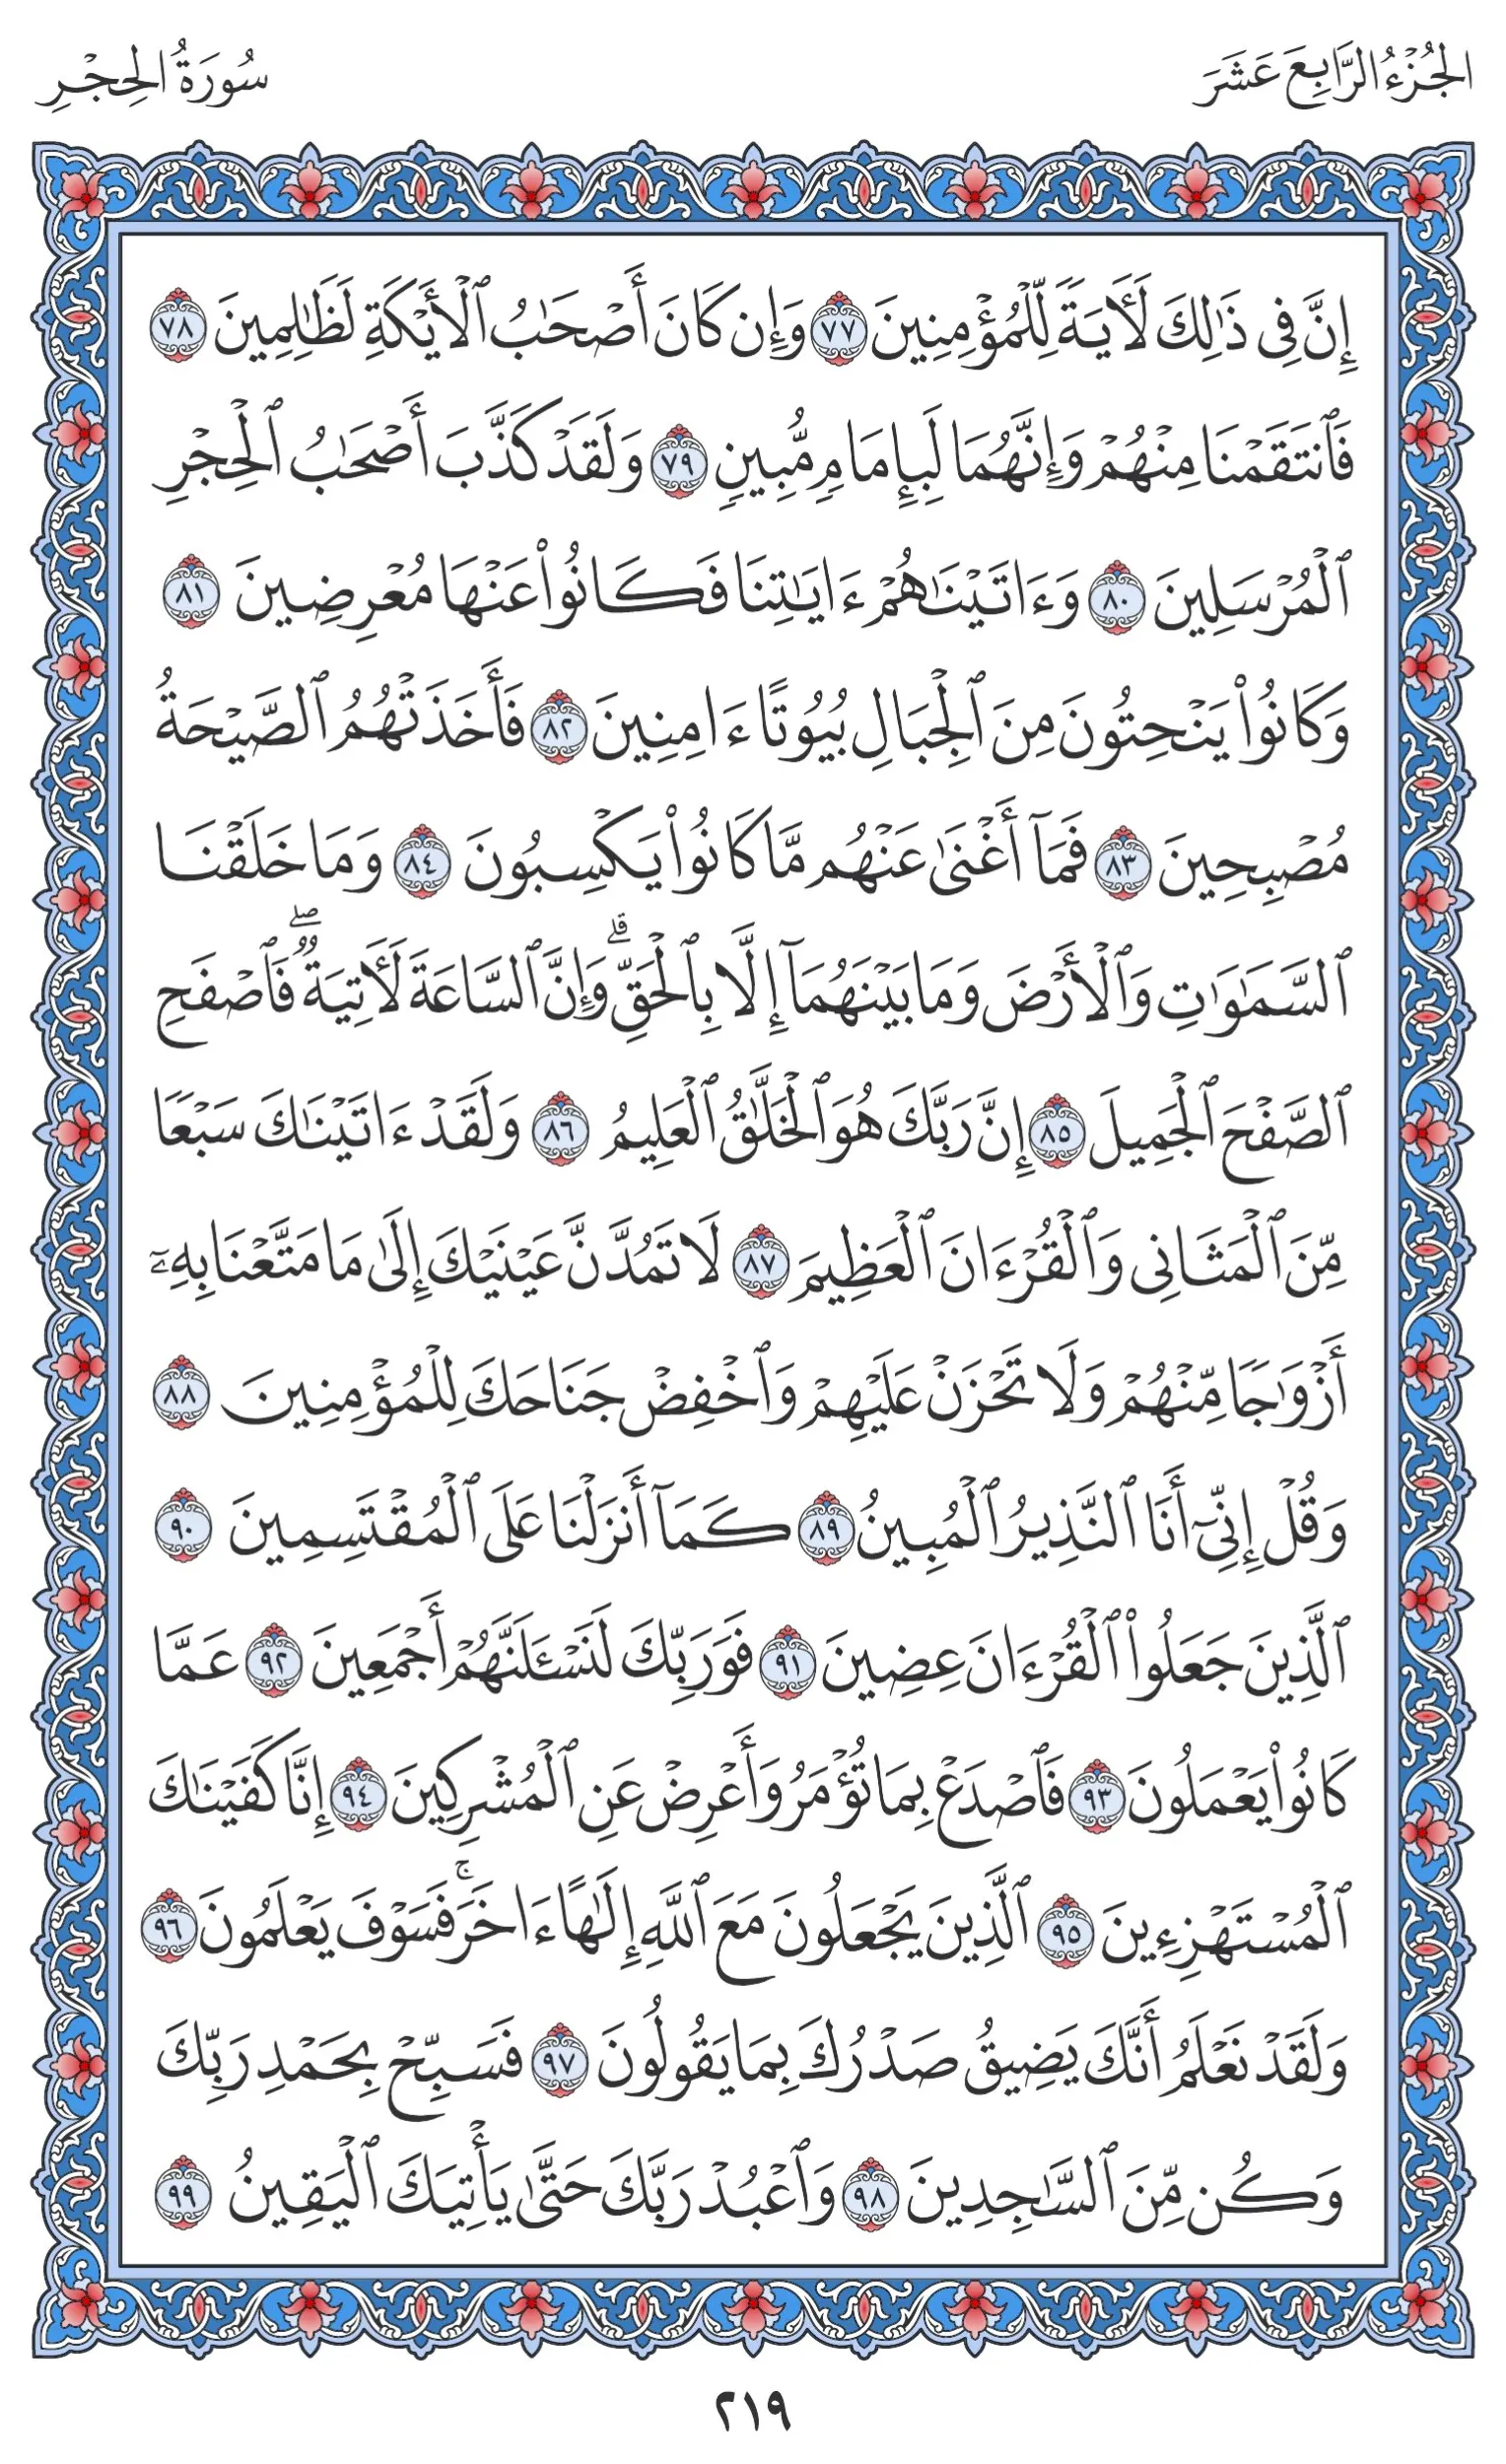 الجُزْءُ الرَّابِعَ عَشَرَ
سُورَةُ الحِجْرِ
إِنَّ فِى ذَٰلِكَ لَـَٔايَةً لِّلْمُؤْمِنِينَ ٧٧ وَإِن كَانَ أَصْحَٰبُ ٱلْأَيْكَةِ لَظَٰلِمِينَ ٧٨
فَٱنتَقَمْنَا مِنْهُمْ وَإِنَّهُمَا لَبِإِمَامٍ مُّبِينٍ ٧٩ وَلَقَدْ كَذَّبَ أَصْحَٰبُ ٱلْحِجْرِ
ٱلْمُرْسَلِينَ ٨٠ وَءَاتَيْنَٰهُمْ ءَايَٰتِنَا فَكَانُوا۟ عَنْهَا مُعْرِضِينَ ٨١
وَكَانُوا۟ يَنْحِتُونَ مِنَ ٱلْجِبَالِ بُيُوتًا ءَامِنِينَ ٨٢ فَأَخَذَتْهُمُ ٱلصَّيْحَةُ
مُصْبِحِينَ ٨٣ فَمَآ أَغْنَىٰ عَنْهُم مَّا كَانُوا۟ يَكْسِبُونَ ٨٤ وَمَا خَلَقْنَا
ٱلسَّمَٰوَٰتِ وَٱلْأَرْضَ وَمَا بَيْنَهُمَآ إِلَّا بِٱلْحَقِّ ۗ وَإِنَّ ٱلسَّاعَةَ لَـَٔاتِيَةٌ ۖ فَٱصْفَحِ
ٱلصَّفْحَ ٱلْجَمِيلَ ٨٥ إِنَّ رَبَّكَ هُوَ ٱلْخَلَّٰقُ ٱلْعَلِيمُ ٨٦ وَلَقَدْ ءَاتَيْنَٰكَ سَبْعًا
مِّنَ ٱلْمَثَانِى وَٱلْقُرْءَانَ ٱلْعَظِيمَ ٨٧ لَا تَمُدَّنَّ عَيْنَيْكَ إِلَىٰ مَا مَتَّعْنَا بِهِۦٓ
أَزْوَٰجًا مِّنْهُمْ وَلَا تَحْزَنْ عَلَيْهِمْ وَٱخْفِضْ جَنَاحَكَ لِلْمُؤْمِنِينَ ٨٨
وَقُلْ إِنِّىٓ أَنَا ٱلنَّذِيرُ ٱلْمُبِينُ ٨٩ كَمَآ أَنزَلْنَا عَلَى ٱلْمُقْتَسِمِينَ ٩٠
ٱلَّذِينَ جَعَلُوا۟ ٱلْقُرْءَانَ عِضِينَ ٩١ فَوَرَبِّكَ لَنَسْـَٔلَنَّهُمْ أَجْمَعِينَ ٩٢ عَمَّا
كَانُوا۟ يَعْمَلُونَ ٩٣ فَٱصْدَعْ بِمَا تُؤْمَرُ وَأَعْرِضْ عَنِ ٱلْمُشْرِكِينَ ٩٤ إِنَّا كَفَيْنَٰكَ
ٱلْمُسْتَهْزِءِينَ ٩٥ ٱلَّذِينَ يَجْعَلُونَ مَعَ ٱللَّهِ إِلَٰهًا ءَاخَرَ ۚ فَسَوْفَ يَعْلَمُونَ ٩٦
وَلَقَدْ نَعْلَمُ أَنَّكَ يَضِيقُ صَدْرُكَ بِمَا يَقُولُونَ ٩٧ فَسَبِّحْ بِحَمْدِ رَبِّكَ
وَكُن مِّنَ ٱلسَّٰجِدِينَ ٩٨ وَٱعْبُدْ رَبَّكَ حَتَّىٰ يَأْتِيَكَ ٱلْيَقِينُ ٩٩
٢١٩